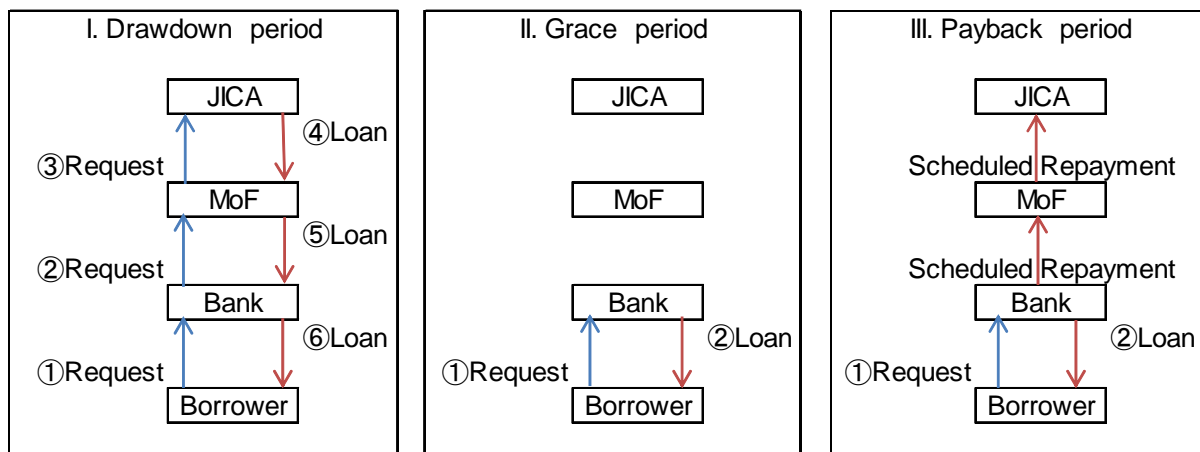 I. Drawdown period
JICA
④Loan
③Request
MoF
⑤Loan
②Request
Bank
⑥Loan
①Request
Borrower
II. Grace period
JICA
MoF
Bank
②Loan
①Request
Borrower
III. Payback period
JICA
Scheduled Repayment
MoF
Scheduled Repayment
Bank
②Loan
①Request
Borrower